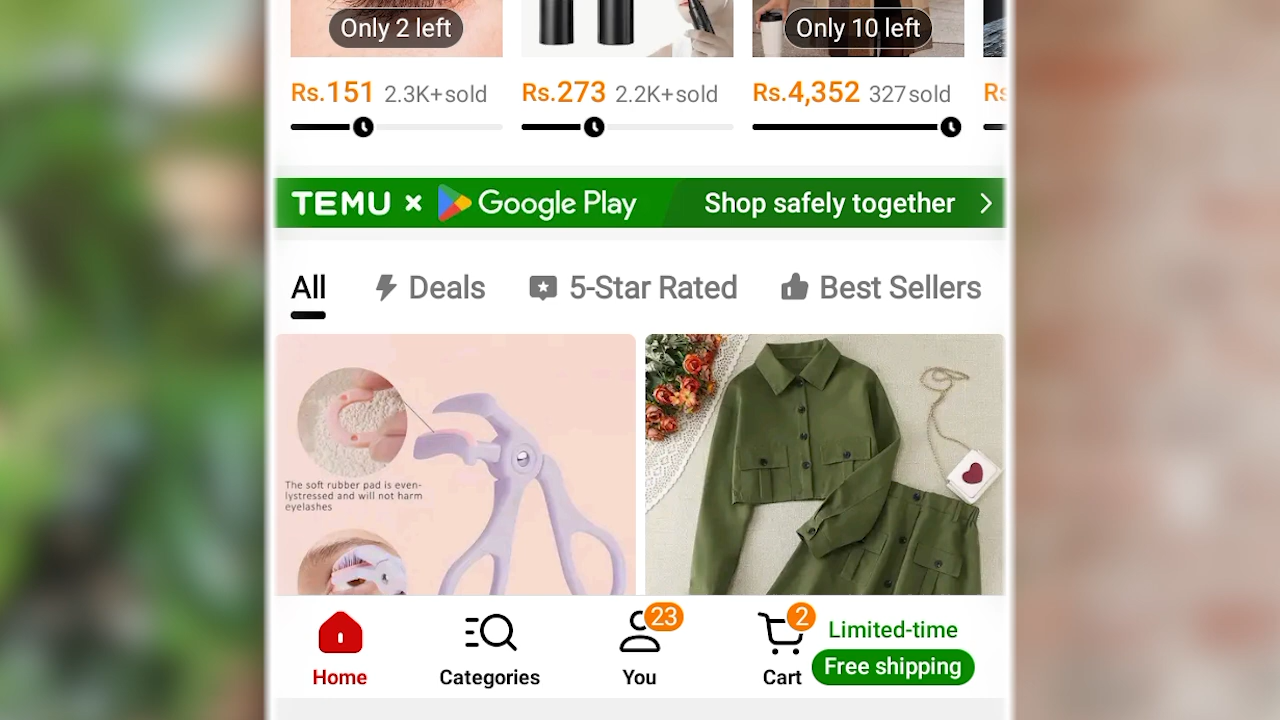 Only 2 left
Only 10 left
Rs.151 2.3K+sold
Rs.273 2.2K+sold
Rs.4,352 327sold
Rs
TEMU × Google Play
Shop safely together
All
Deals
5-Star Rated
Best Sellers
The soft rubber pad is even-
lystressed and will not harm
eyelashes
23
2
Limited-time
Free shipping
Home
Categories
You
Cart